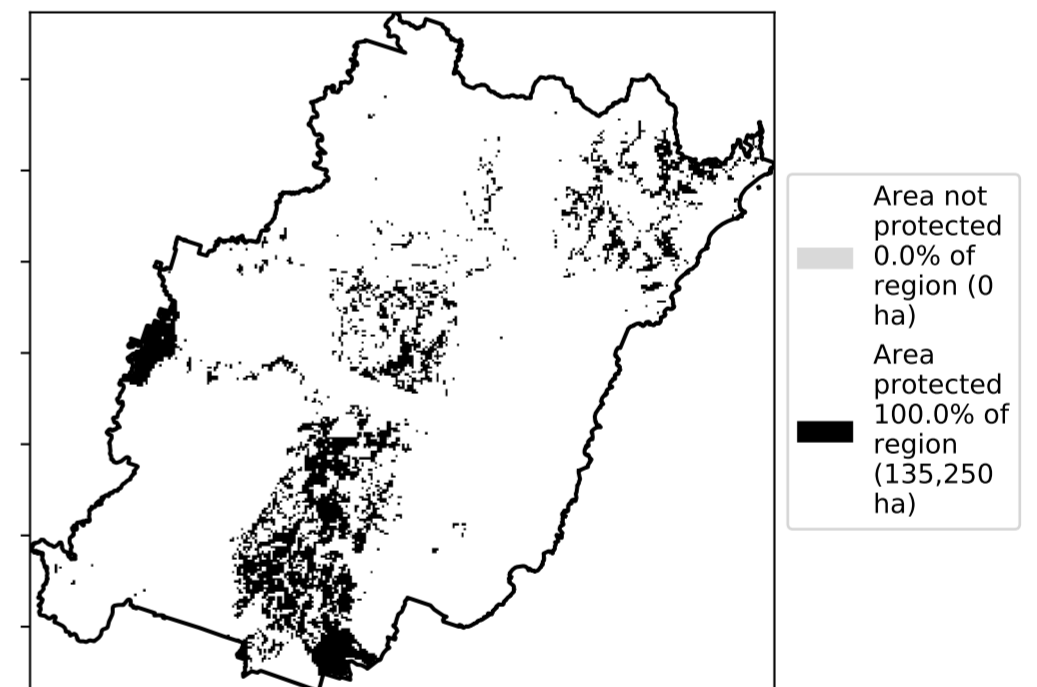 Area not
protected
0.0% of
region (0
ha)
Area
protected
100.0% of
region
(135,250
ha)